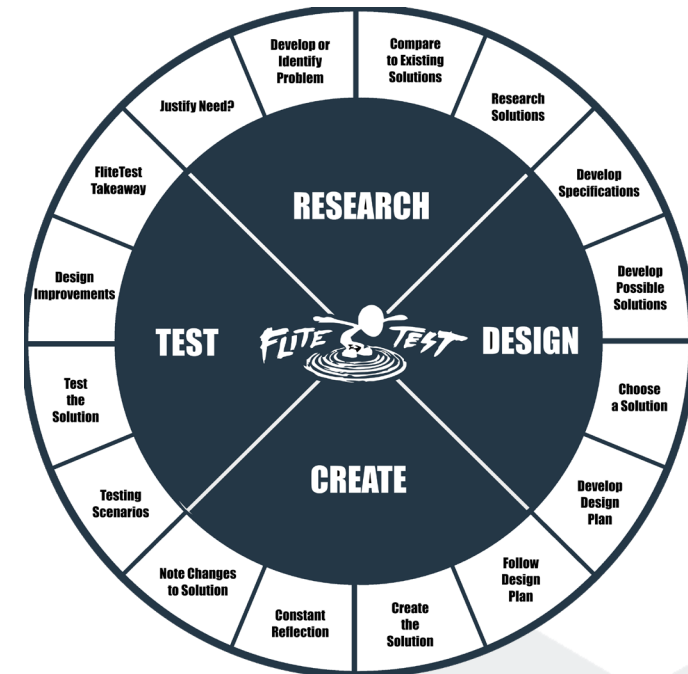 Develop or
Identify
Problem
Compare
to Existing
Solutions
Justify Need?
Research
Solutions
FliteTest
Takeaway
Develop
Specifications
RESEARCH
Design
Improvements
Develop
Possible
Solutions
TEST
FLITE TEST
DESIGN
Test
the
Solution
Choose
a Solution
CREATE
Testing
Scenarios
Develop
Design
Plan
Note Changes
to Solution
Follow
Design
Plan
Constant
Reflection
Create
the
Solution